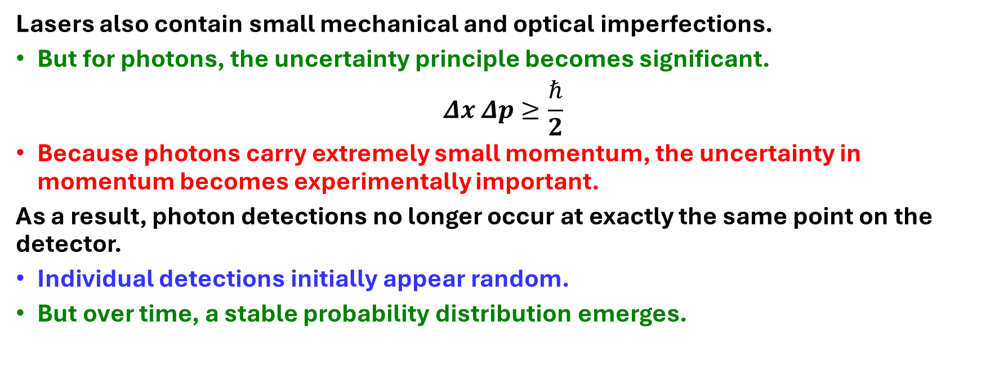 Lasers also contain small mechanical and optical imperfections.
• But for photons, the uncertainty principle becomes significant.
Δx Δp ≥ ℏ/2
• Because photons carry extremely small momentum, the uncertainty in
momentum becomes experimentally important.
As a result, photon detections no longer occur at exactly the same point on the
detector.
• Individual detections initially appear random.
• But over time, a stable probability distribution emerges.